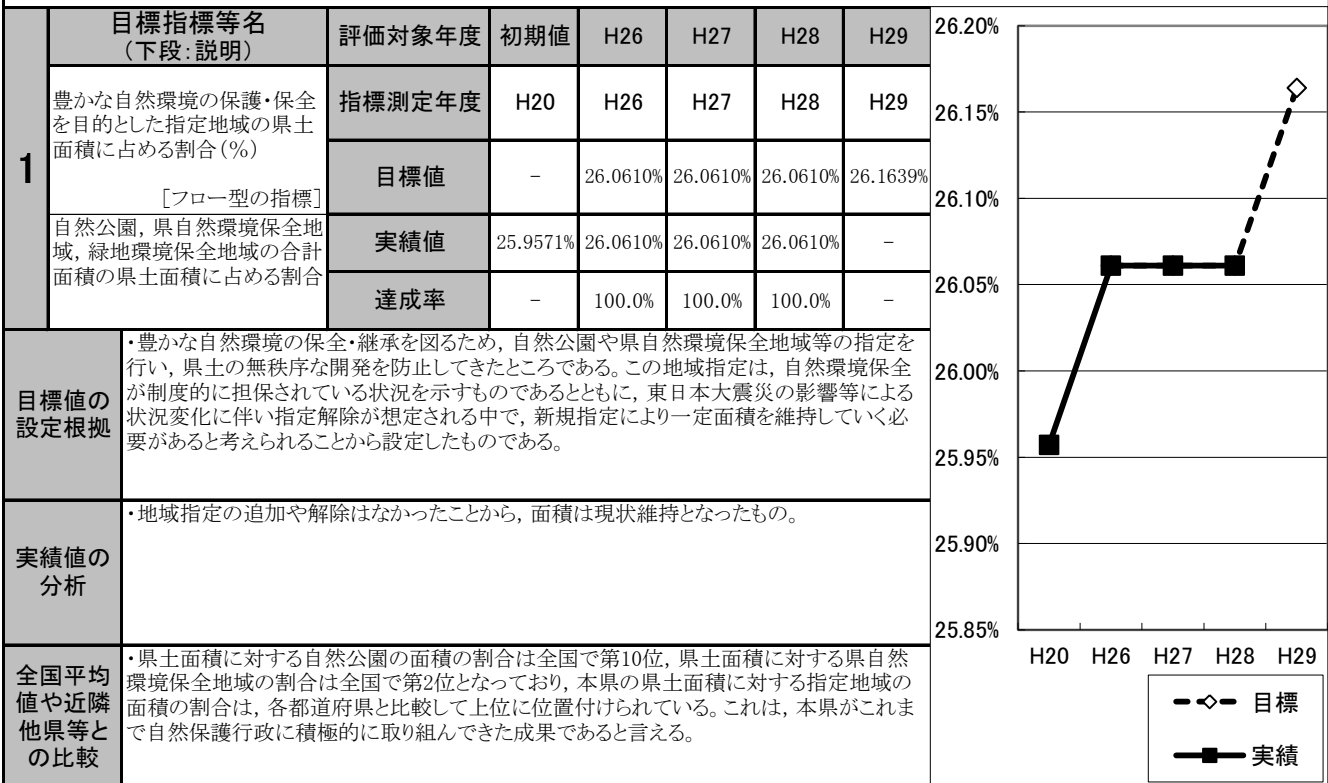 1
目標指標等名
(下段:説明)
評価対象年度 初期値 H26 H27 H28 H29
豊かな自然環境の保護・保全
を目的とした指定地域の県土
面積に占める割合(%)
[フロー型の指標]
自然公園,県自然環境保全地
域,緑地環境保全地域の合計
面積の県土面積に占める割合
指標測定年度 H20 H26 H27 H28 H29
目標値 - 26.0610% 26.0610% 26.0610% 26.1639%
実績値 25.9571% 26.0610% 26.0610% 26.0610% -
達成率 - 100.0% 100.0% 100.0% -
目標値の
設定根拠
・豊かな自然環境の保全・継承を図るため,自然公園や県自然環境保全地域等の指定を
行い,県土の無秩序な開発を防止してきたところである。この地域指定は,自然環境保全
が制度的に担保されている状況を示すものであるとともに,東日本大震災の影響等による
状況変化に伴い指定解除が想定される中で,新規指定により一定面積を維持していく必
要があると考えられることから設定したものである。
実績値の
分析
・地域指定の追加や解除はなかったことから,面積は現状維持となったもの。
全国平均
値や近隣
他県等と
の比較
・県土面積に対する自然公園の面積の割合は全国で第10位,県土面積に対する県自然
環境保全地域の割合は全国で第2位となっており,本県の県土面積に対する指定地域の
面積の割合は,各都道府県と比較して上位に位置付けられている。これは,本県がこれま
で自然保護行政に積極的に取り組んできた成果であると言える。
26.20%
26.15%
26.10%
26.05%
26.00%
25.95%
25.90%
25.85%
H20 H26 H27 H28 H29
目標
実績